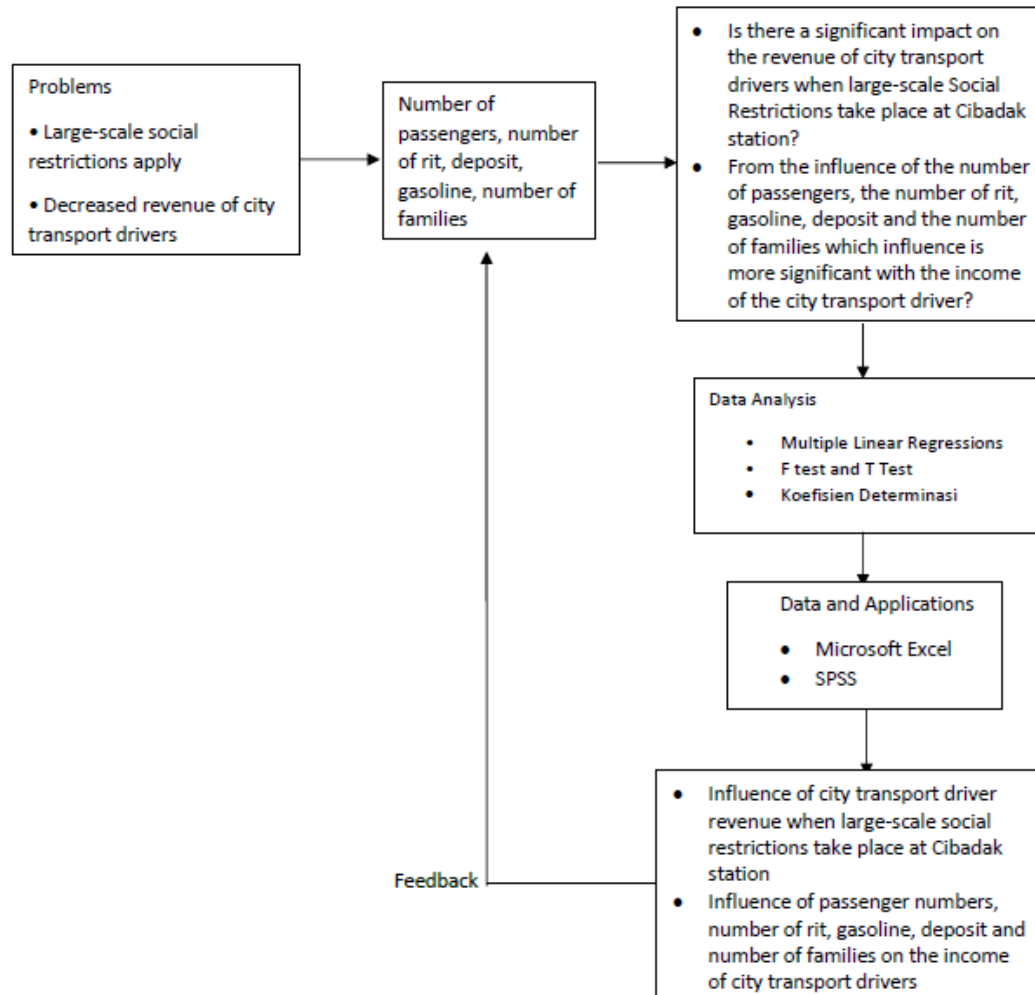 Problems
• Large-scale social
restrictions apply
• Decreased revenue of city
transport drivers
Number of
passengers, number
of rit, deposit,
gasoline, number of
families
• Is there a significant impact on
the revenue of city transport
drivers when large-scale Social
Restrictions take place at Cibadak
station?
• From the influence of the number
of passengers, the number of rit,
gasoline, deposit and the number
of families which influence is
more significant with the income
of the city transport driver?
Data Analysis
• Multiple Linear Regressions
• F test and T Test
• Koefisien Determinasi
Data and Applications
• Microsoft Excel
• SPSS
• Influence of city transport driver
revenue when large-scale social
restrictions take place at Cibadak
station
• Influence of passenger numbers,
number of rit, gasoline, deposit and
number of families on the income
of city transport drivers
Feedback